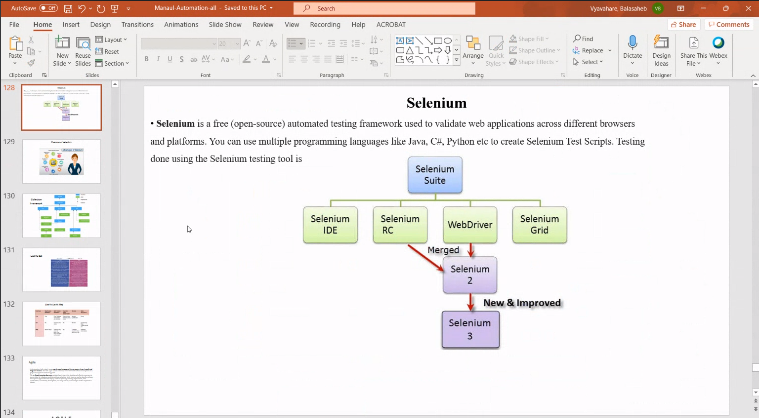 AutoSave Off
Manual-Automation-all - Saved to this PC
Search
Vyavahare, Balasaheb VB
File Home Insert Design Transitions Animations Slide Show Review View Recording Help ACROBAT
Share Comments
Paste
New Slide
Reuse Slides
Layout
Reset
Section
20
B I U S ab AV Aa A
Arrange
Quick Styles
Shape Fill
Shape Outline
Shape Effects
Find
Replace
Select
Dictate
Design Ideas
Share This File
Webex
Clipboard Slides Font Paragraph Drawing Editing Voice Designer Webex
128
129
130
131
132
133
134
Selenium
• Selenium is a free (open-source) automated testing framework used to validate web applications across different browsers
and platforms. You can use multiple programming languages like Java, C#, Python etc to create Selenium Test Scripts. Testing
done using the Selenium testing tool is
Selenium
Suite
Selenium
IDE
Selenium
RC
WebDriver
Selenium
Grid
Merged
Selenium
2
New & Improved
Selenium
3